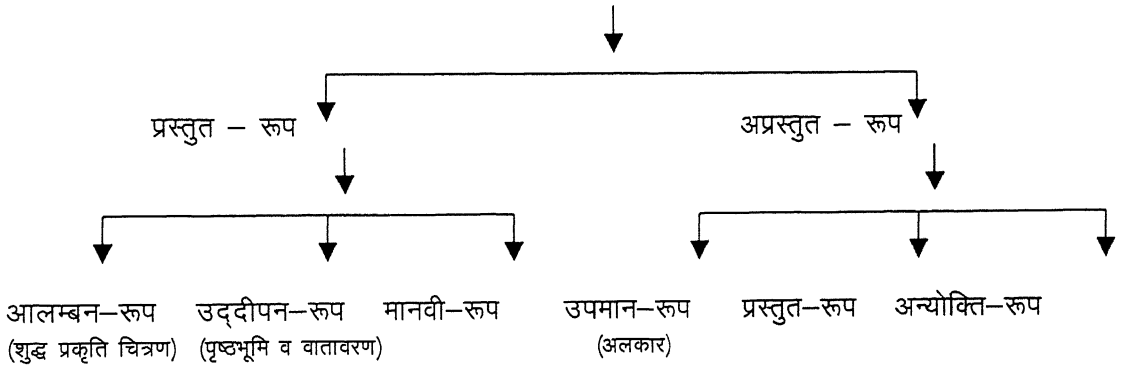 प्रस्तुत – रूप अप्रस्तुत – रूप
आलम्बन–रूप उद्दीपन–रूप मानवी–रूप उपमान–रूप प्रस्तुत–रूप अन्योक्ति–रूप
(शुद्ध प्रकृति चित्रण) (पृष्ठभूमि व वातावरण) (अलकार)